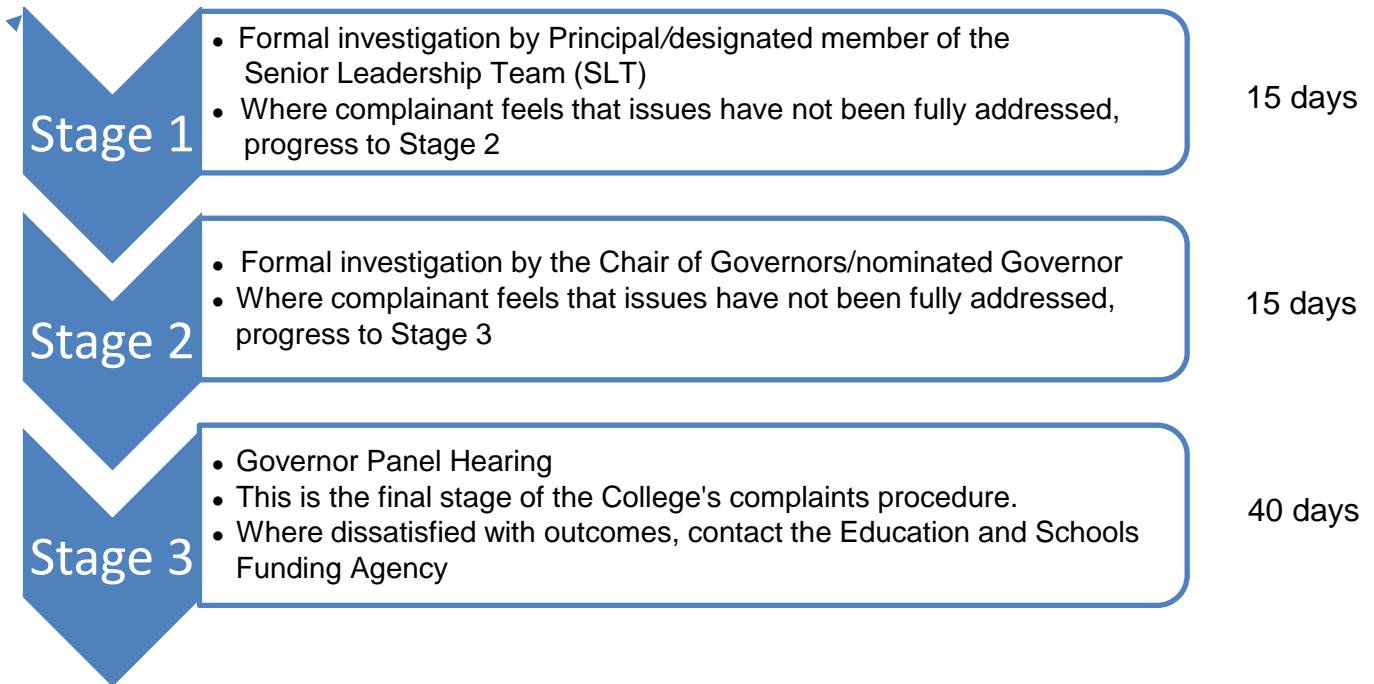 Stage 1
• Formal investigation by Principal/designated member of the
Senior Leadership Team (SLT)
• Where complainant feels that issues have not been fully addressed,
progress to Stage 2
15 days
Stage 2
• Formal investigation by the Chair of Governors/nominated Governor
• Where complainant feels that issues have not been fully addressed,
progress to Stage 3
15 days
Stage 3
• Governor Panel Hearing
• This is the final stage of the College's complaints procedure.
• Where dissatisfied with outcomes, contact the Education and Schools
Funding Agency
40 days